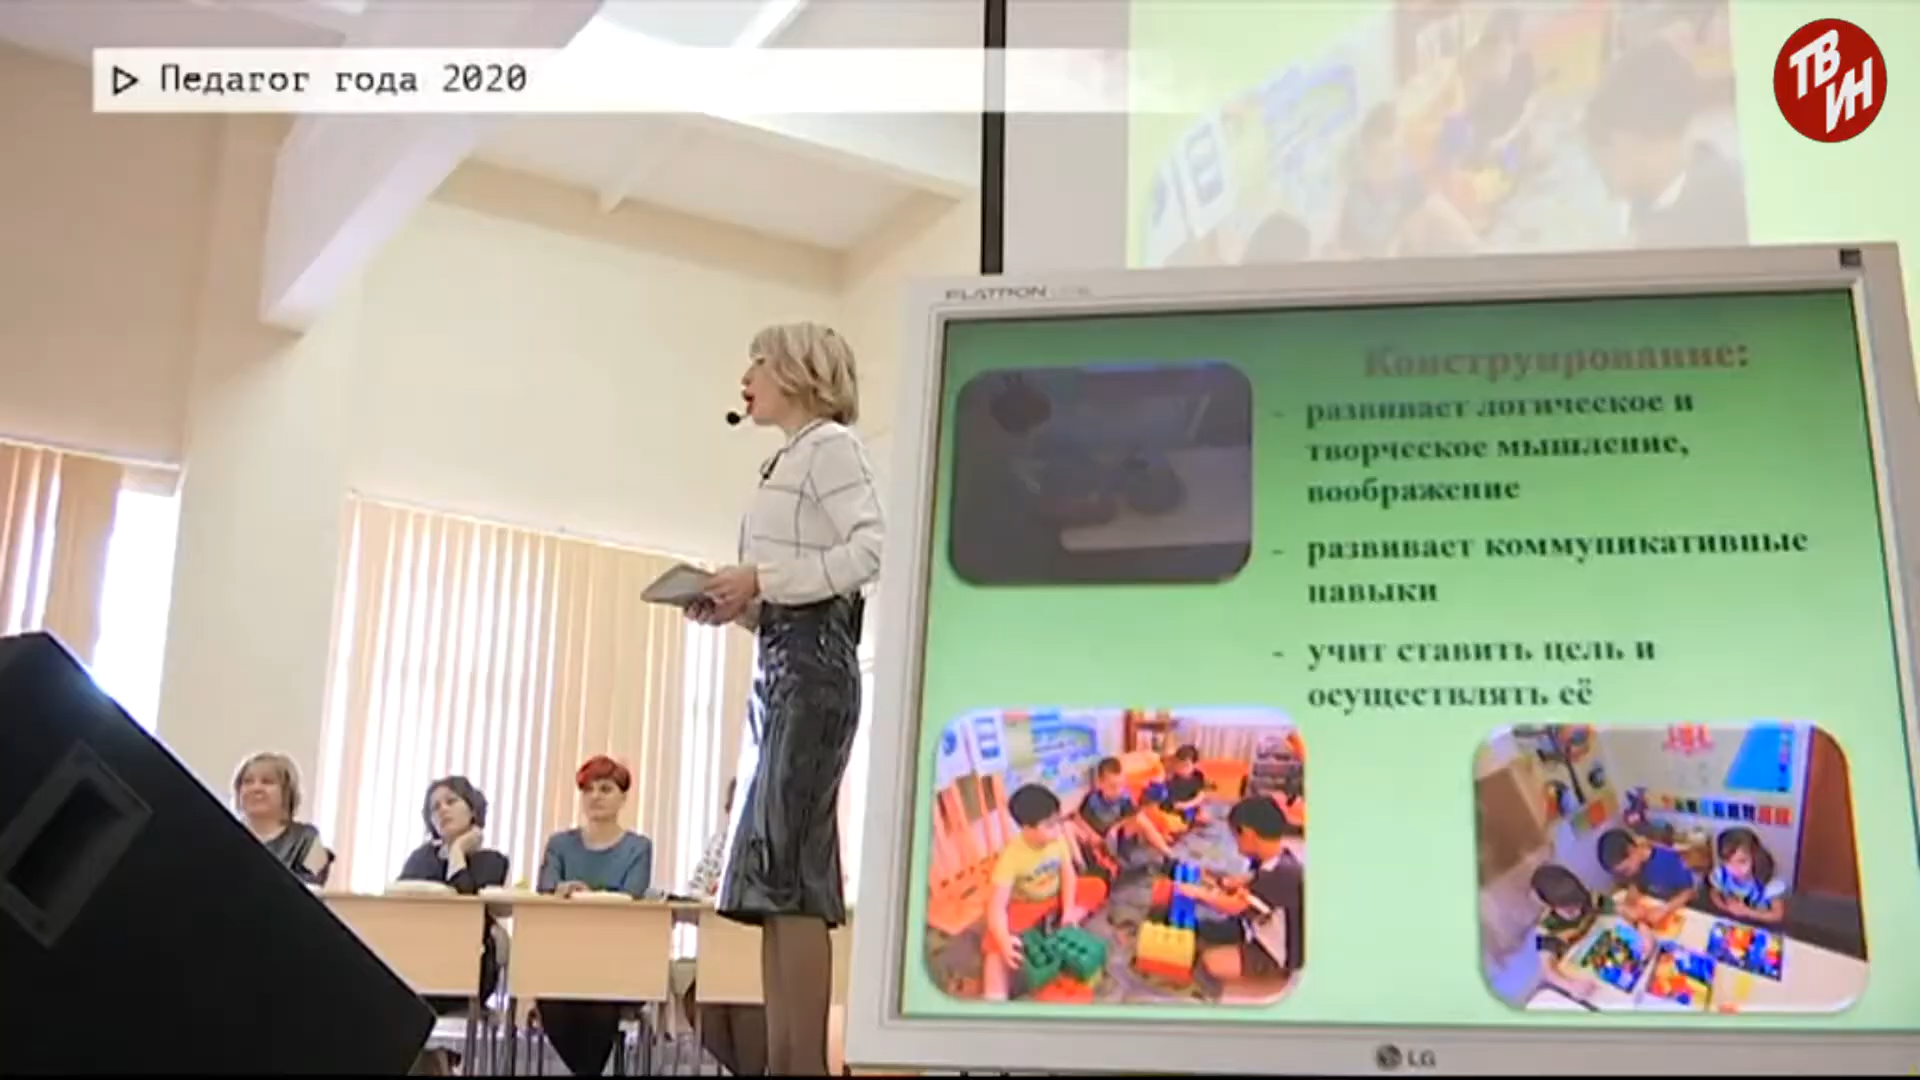 Педагог года 2020
ТВ
ИН
FLATRON
Конструирование:
- развивает логическое и
творческое мышление,
воображение
- развивает коммуникативные
навыки
- учит ставить цель и
осуществлять её
LG